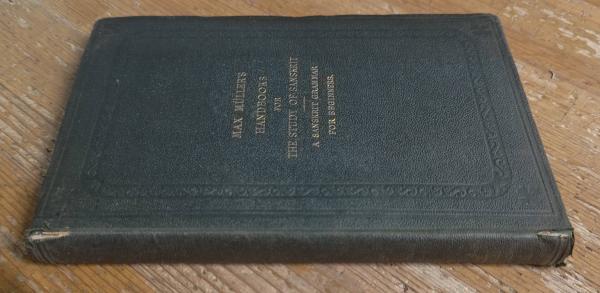 MAX MÜLLER'S
HANDBOOKS
FOR
THE STUDY OF SANSKRIT
A SANSKRIT GRAMMAR
FOR BEGINNERS.